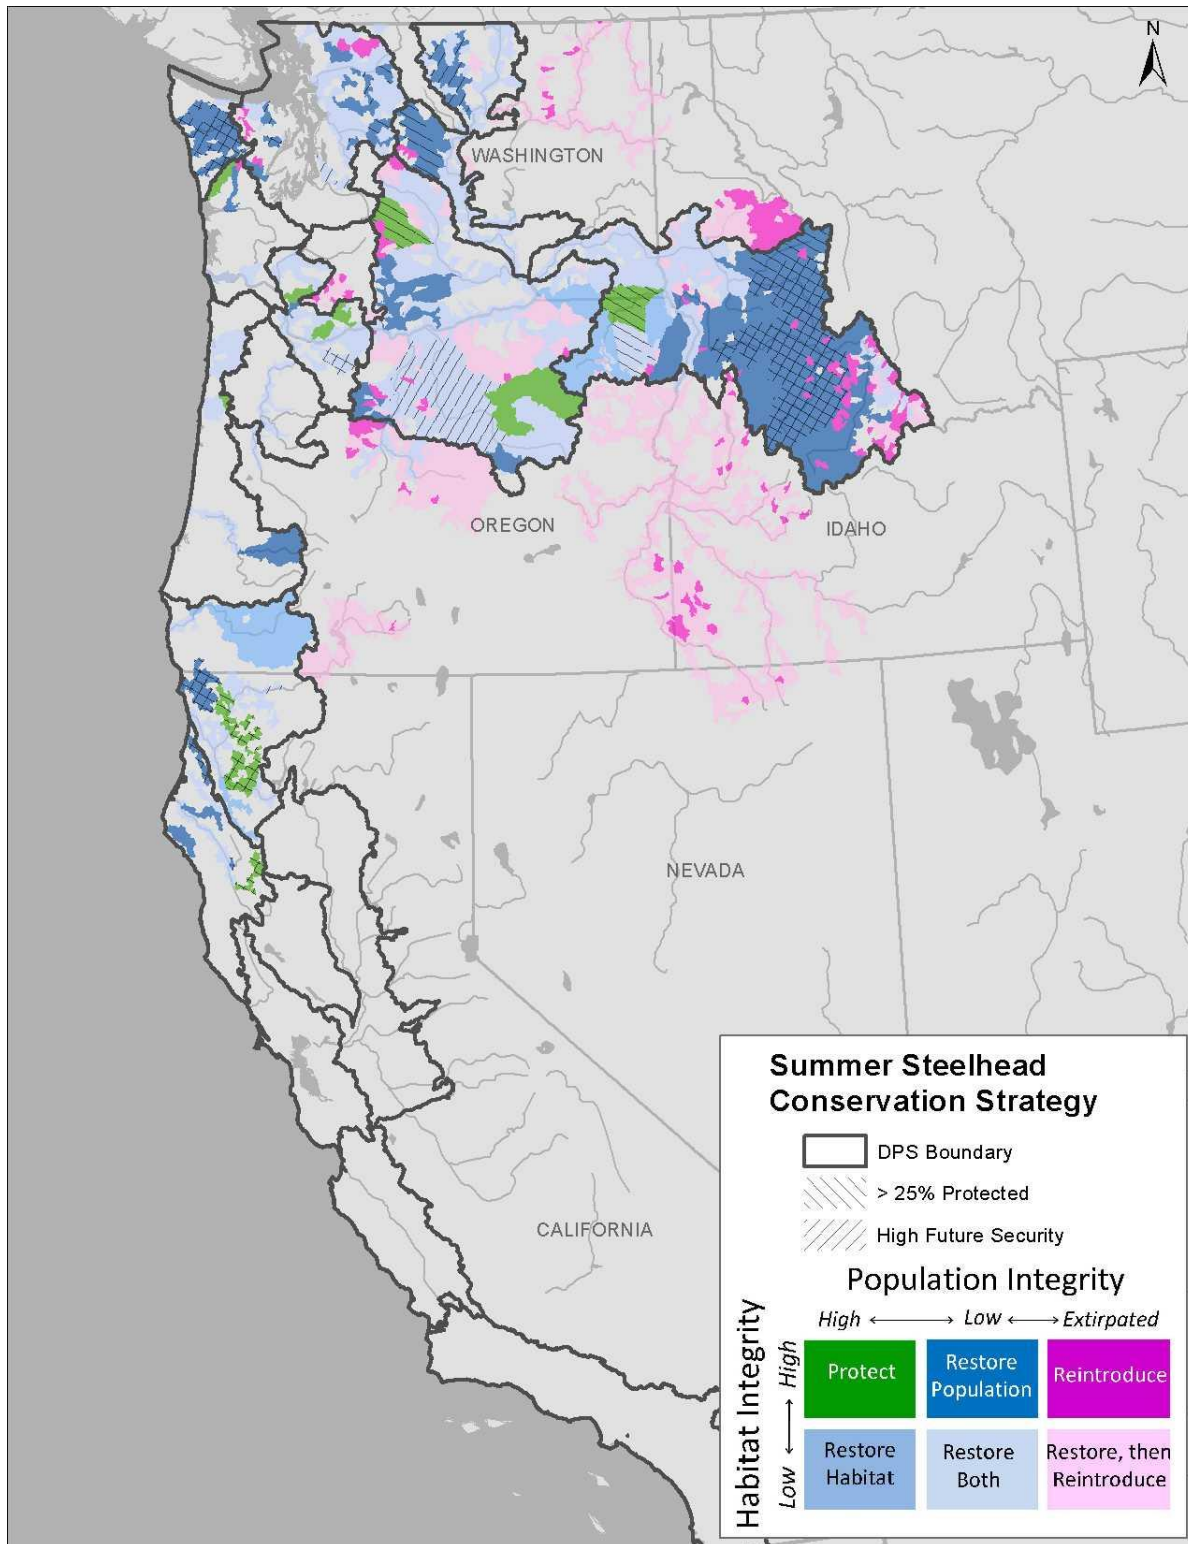 N
WASHINGTON
OREGON
IDAHO
NEVADA
CALIFORNIA
Summer Steelhead
Conservation Strategy
DPS Boundary
> 25% Protected
High Future Security
Population Integrity
High Low Extirpated
Habitat Integrity
High
Low
Protect
Restore
Population
Reintroduce
Restore
Habitat
Restore
Both
Restore, then
Reintroduce